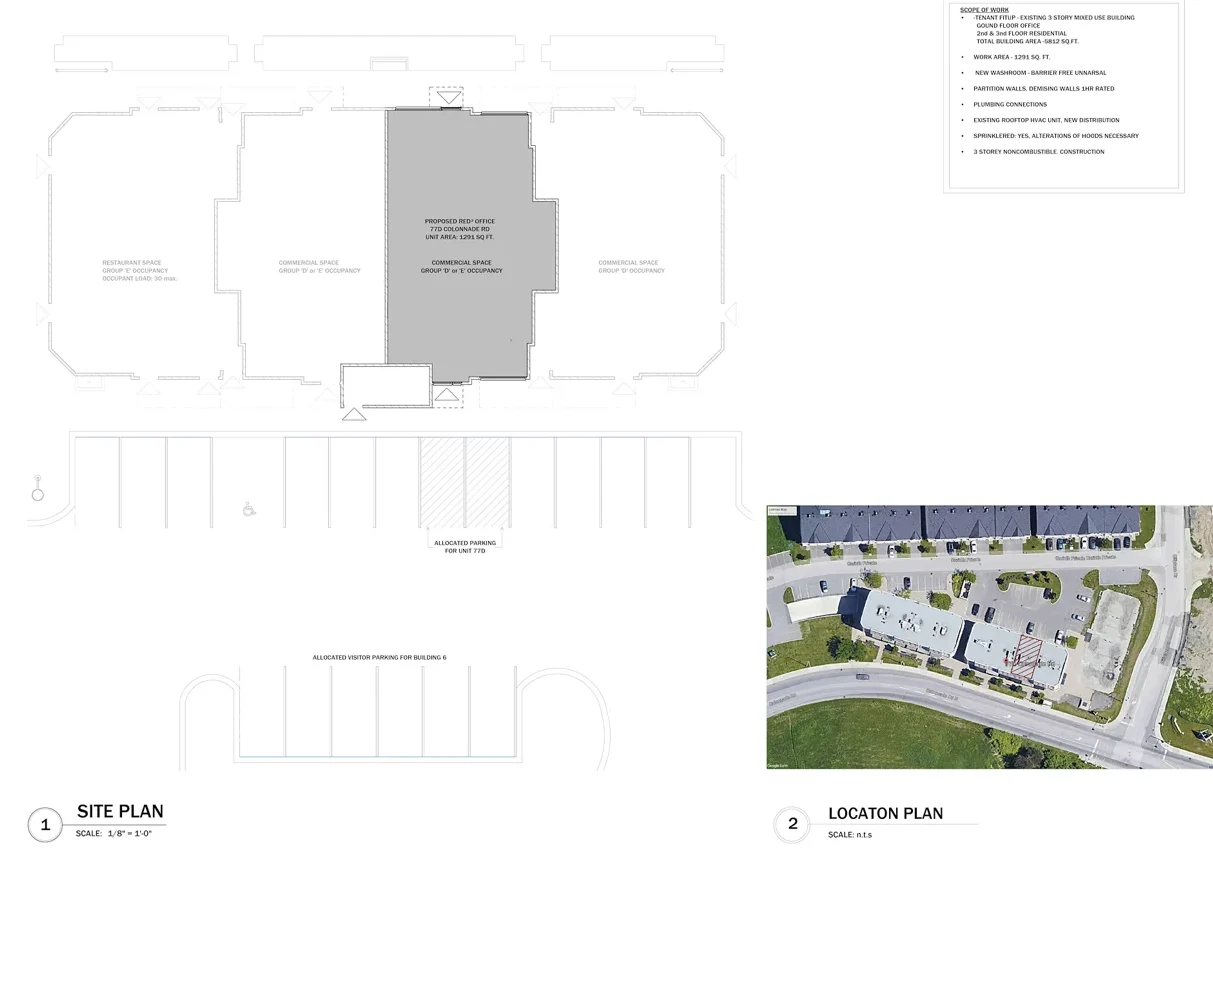 SCOPE OF WORK
• -TENANT FITUP - EXISTING 3 STORY MIXED USE BUILDING
GOUND FLOOR OFFICE
2nd & 3nd FLOOR RESIDENTIAL
TOTAL BUILDING AREA -5812 SQ.FT.
• WORK AREA - 1291 SQ. FT.
• NEW WASHROOM - BARRIER FREE UNNARSAL
• PARTITION WALLS. DEMISING WALLS 1HR RATED
• PLUMBING CONNECTIONS
• EXISTING ROOFTOP HVAC UNIT, NEW DISTRIBUTION
• SPRINKLERED: YES, ALTERATIONS OF HOODS NECESSARY
• 3 STOREY NONCOMBUSTIBLE. CONSTRUCTION
PROPOSED RED² OFFICE
77D COLONNADE RD
UNIT AREA: 1291 SQ FT.
RESTAURANT SPACE
GROUP 'E' OCCUPANCY
OCCUPANT LOAD: 30 max.
COMMERCIAL SPACE
GROUP 'D' or 'E' OCCUPANCY
COMMERCIAL SPACE
GROUP 'D' or 'E' OCCUPANCY
COMMERCIAL SPACE
GROUP 'D' OCCUPANCY
ALLOCATED PARKING
FOR UNIT 77D
ALLOCATED VISITOR PARKING FOR BUILDING 6
Google Earth
1
SITE PLAN
SCALE: 1/8" = 1'-0"
2
LOCATON PLAN
SCALE: n.t.s